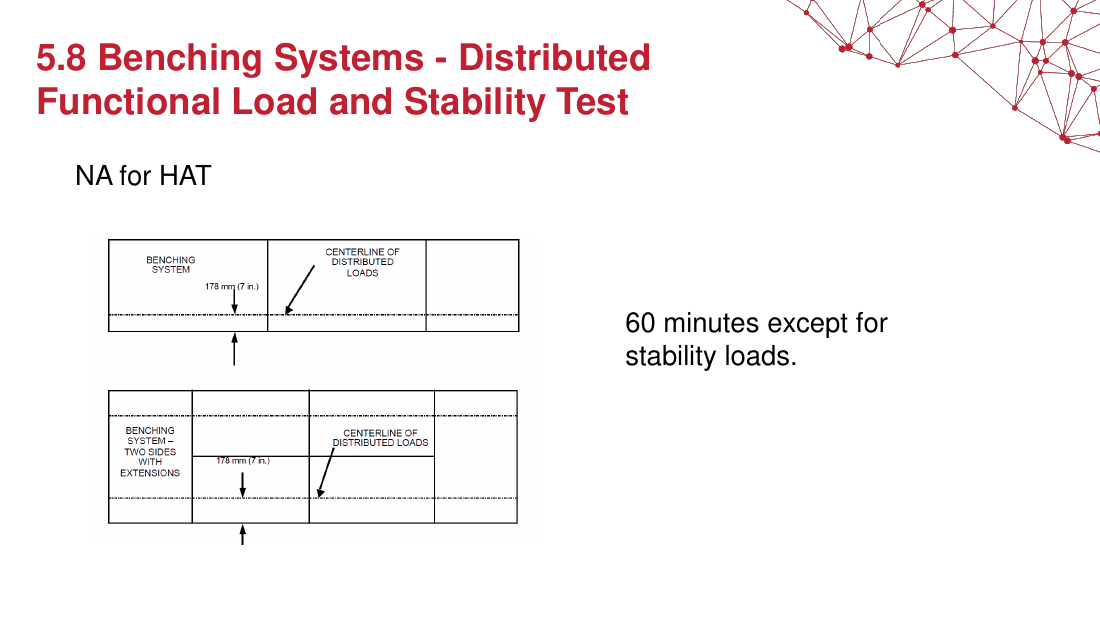 5.8 Benching Systems - Distributed
Functional Load and Stability Test
NA for HAT
BENCHING
SYSTEM
178 mm (7 in.)
CENTERLINE OF
DISTRIBUTED
LOADS
60 minutes except for
stability loads.
BENCHING
SYSTEM –
TWO SIDES
WITH
EXTENSIONS
178 mm (7 in.)
CENTERLINE OF
DISTRIBUTED LOADS